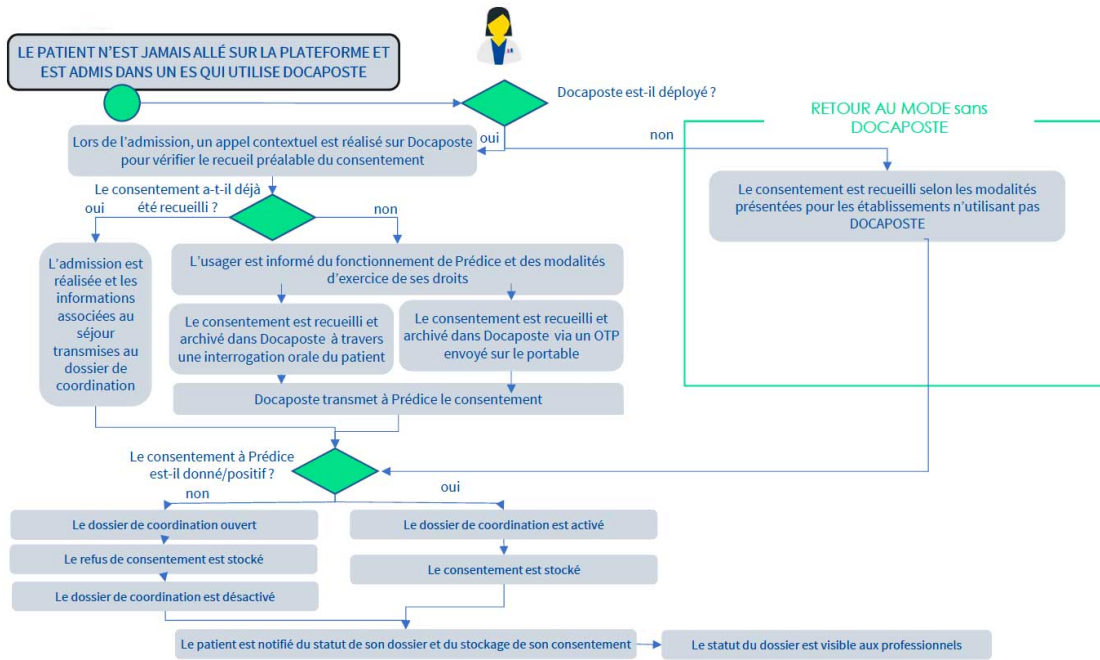 LE PATIENT N'EST JAMAIS ALLÉ SUR LA PLATEFORME ET
EST ADMIS DANS UN ES QUI UTILISE DOCAPOSTE
Docaposte est-il déployé ?
RETOUR AU MODE sans
DOCAPOSTE
oui
non
Lors de l'admission, un appel contextuel est réalisé sur Docaposte
pour vérifier le recueil préalable du consentement
Le consentement est recueilli selon les modalités
présentées pour les établissements n'utilisant pas
DOCAPOSTE
Le consentement a-t-il déjà
été recueilli ?
oui
non
L'admission est
réalisée et les
informations
associées au
séjour
transmises au
dossier de
coordination
L'usager est informé du fonctionnement de Prédice et des modalités
d'exercice de ses droits
Le consentement est recueilli et
archivé dans Docaposte à travers
une interrogation orale du patient
Le consentement est recueilli et
archivé dans Docaposte via un OTP
envoyé sur le portable
Docaposte transmet à Prédice le consentement
Le consentement à Prédice
est-il donné/positif ?
non
oui
Le dossier de coordination ouvert
Le refus de consentement est stocké
Le dossier de coordination est désactivé
Le dossier de coordination est activé
Le consentement est stocké
Le patient est notifié du statut de son dossier et du stockage de son consentement
Le statut du dossier est visible aux professionnels